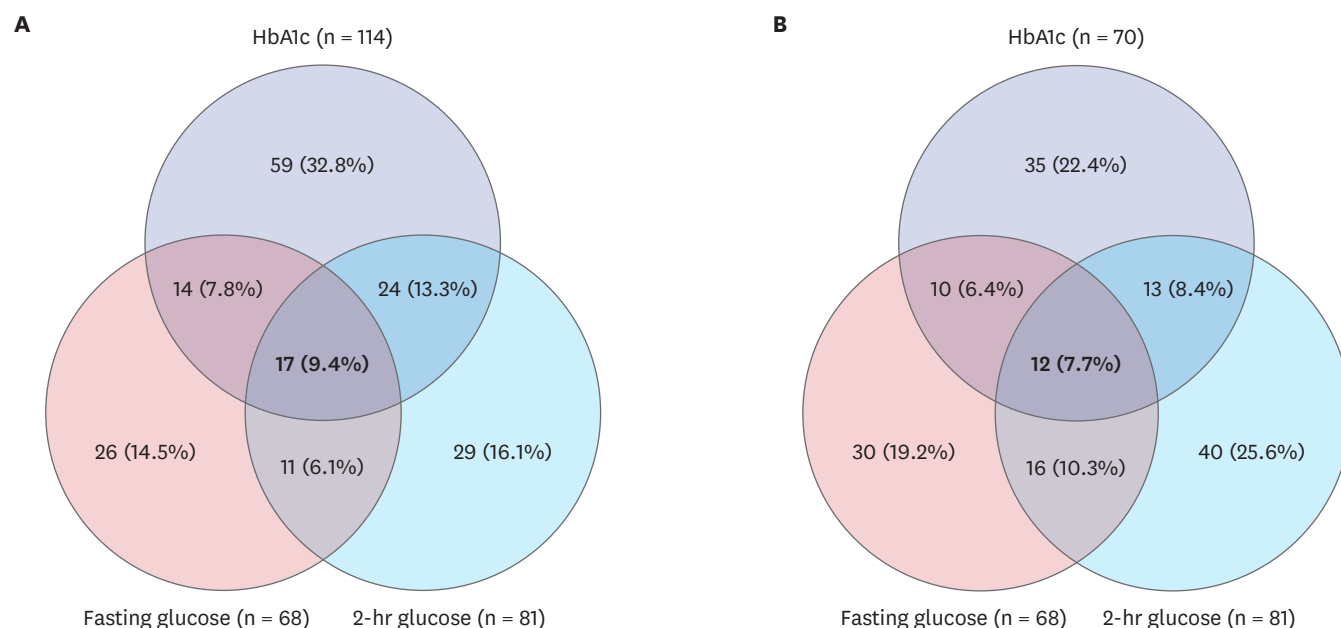 A
HbA1c (n = 114)
59 (32.8%)
14 (7.8%)
24 (13.3%)
17 (9.4%)
26 (14.5%)
11 (6.1%)
29 (16.1%)
Fasting glucose (n = 68)
2-hr glucose (n = 81)
B
HbA1c (n = 70)
35 (22.4%)
10 (6.4%)
13 (8.4%)
12 (7.7%)
30 (19.2%)
16 (10.3%)
40 (25.6%)
Fasting glucose (n = 68)
2-hr glucose (n = 81)